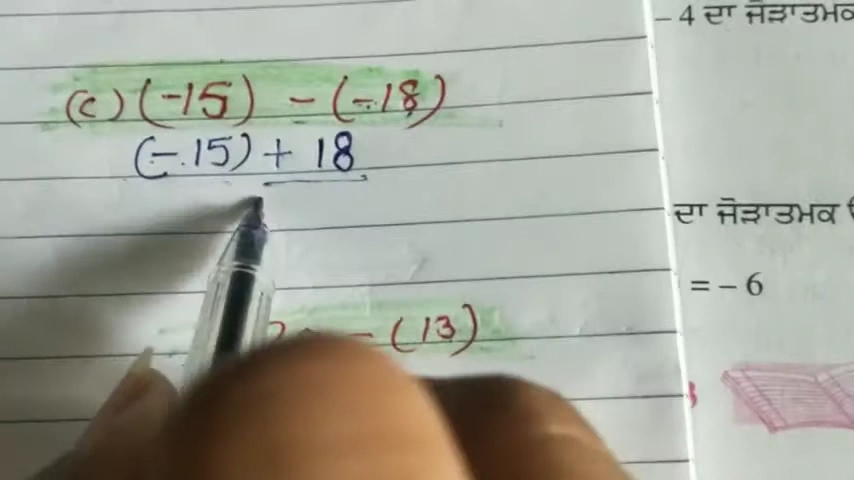 (c) (-15) - (-18)
(-15) + 18
- (13)
– 4 ਦਾ ਜੋੜਾਤਮਕ
ਦਾ ਜੋੜਾਤਮਕ
= – 6